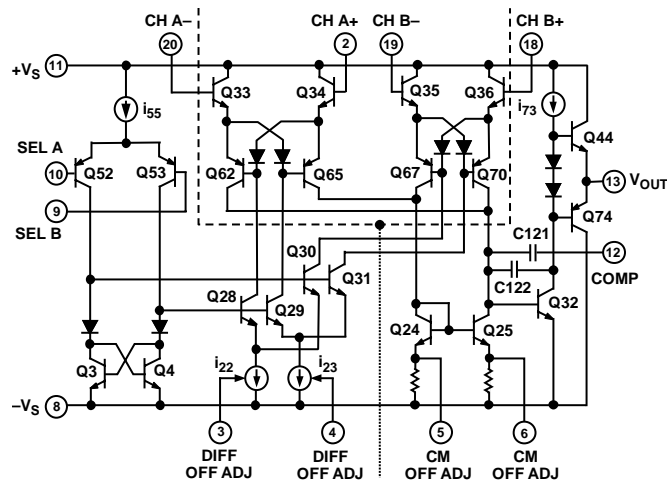 CH A– CH A+ CH B– CH B+
20 2 19 18
+VS 11
Q33 Q34 Q35 Q36
i55 i73
Q44
SEL A
10 Q52 Q53 Q62 Q65 Q67 Q70
13 VOUT
9
SEL B
Q74
C121 12
COMP
C122
Q30
Q31
Q28 Q29
Q24 Q25 Q32
Q3 Q4
i22 i23
–VS 8
3 4 5 6
DIFF
OFF ADJ
DIFF
OFF ADJ
CM
OFF ADJ
CM
OFF ADJ